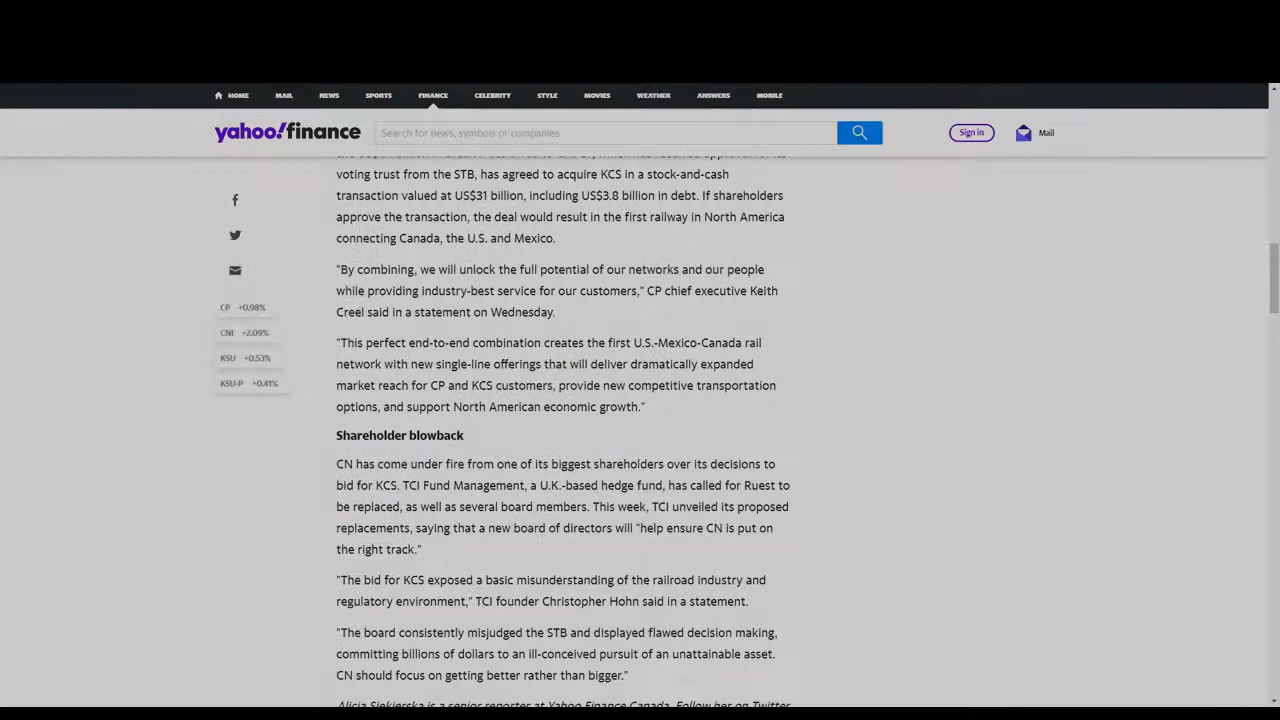 HOME MAIL NEWS SPORTS FINANCE CELEBRITY STYLE MOVIES WEATHER ANSWERS MOBILE
yahoo!finance Search for news, symbols or companies Sign in Mail
voting trust from the STB, has agreed to acquire KCS in a stock-and-cash
transaction valued at US$31 billion, including US$3.8 billion in debt. If shareholders
approve the transaction, the deal would result in the first railway in North America
connecting Canada, the U.S. and Mexico.
"By combining, we will unlock the full potential of our networks and our people
while providing industry-best service for our customers," CP chief executive Keith
Creel said in a statement on Wednesday.
CP +0.98%
CNI +2.09%
KSU +0.53%
KSU-P +0.41%
"This perfect end-to-end combination creates the first U.S.-Mexico-Canada rail
network with new single-line offerings that will deliver dramatically expanded
market reach for CP and KCS customers, provide new competitive transportation
options, and support North American economic growth."
Shareholder blowback
CN has come under fire from one of its biggest shareholders over its decisions to
bid for KCS. TCI Fund Management, a U.K.-based hedge fund, has called for Ruest to
be replaced, as well as several board members. This week, TCI unveiled its proposed
replacements, saying that a new board of directors will "help ensure CN is put on
the right track."
"The bid for KCS exposed a basic misunderstanding of the railroad industry and
regulatory environment," TCI founder Christopher Hohn said in a statement.
"The board consistently misjudged the STB and displayed flawed decision making,
committing billions of dollars to an ill-conceived pursuit of an unattainable asset.
CN should focus on getting better rather than bigger."
Alicia Siekierska is a senior reporter at Yahoo Finance Canada. Follow her on Twitter